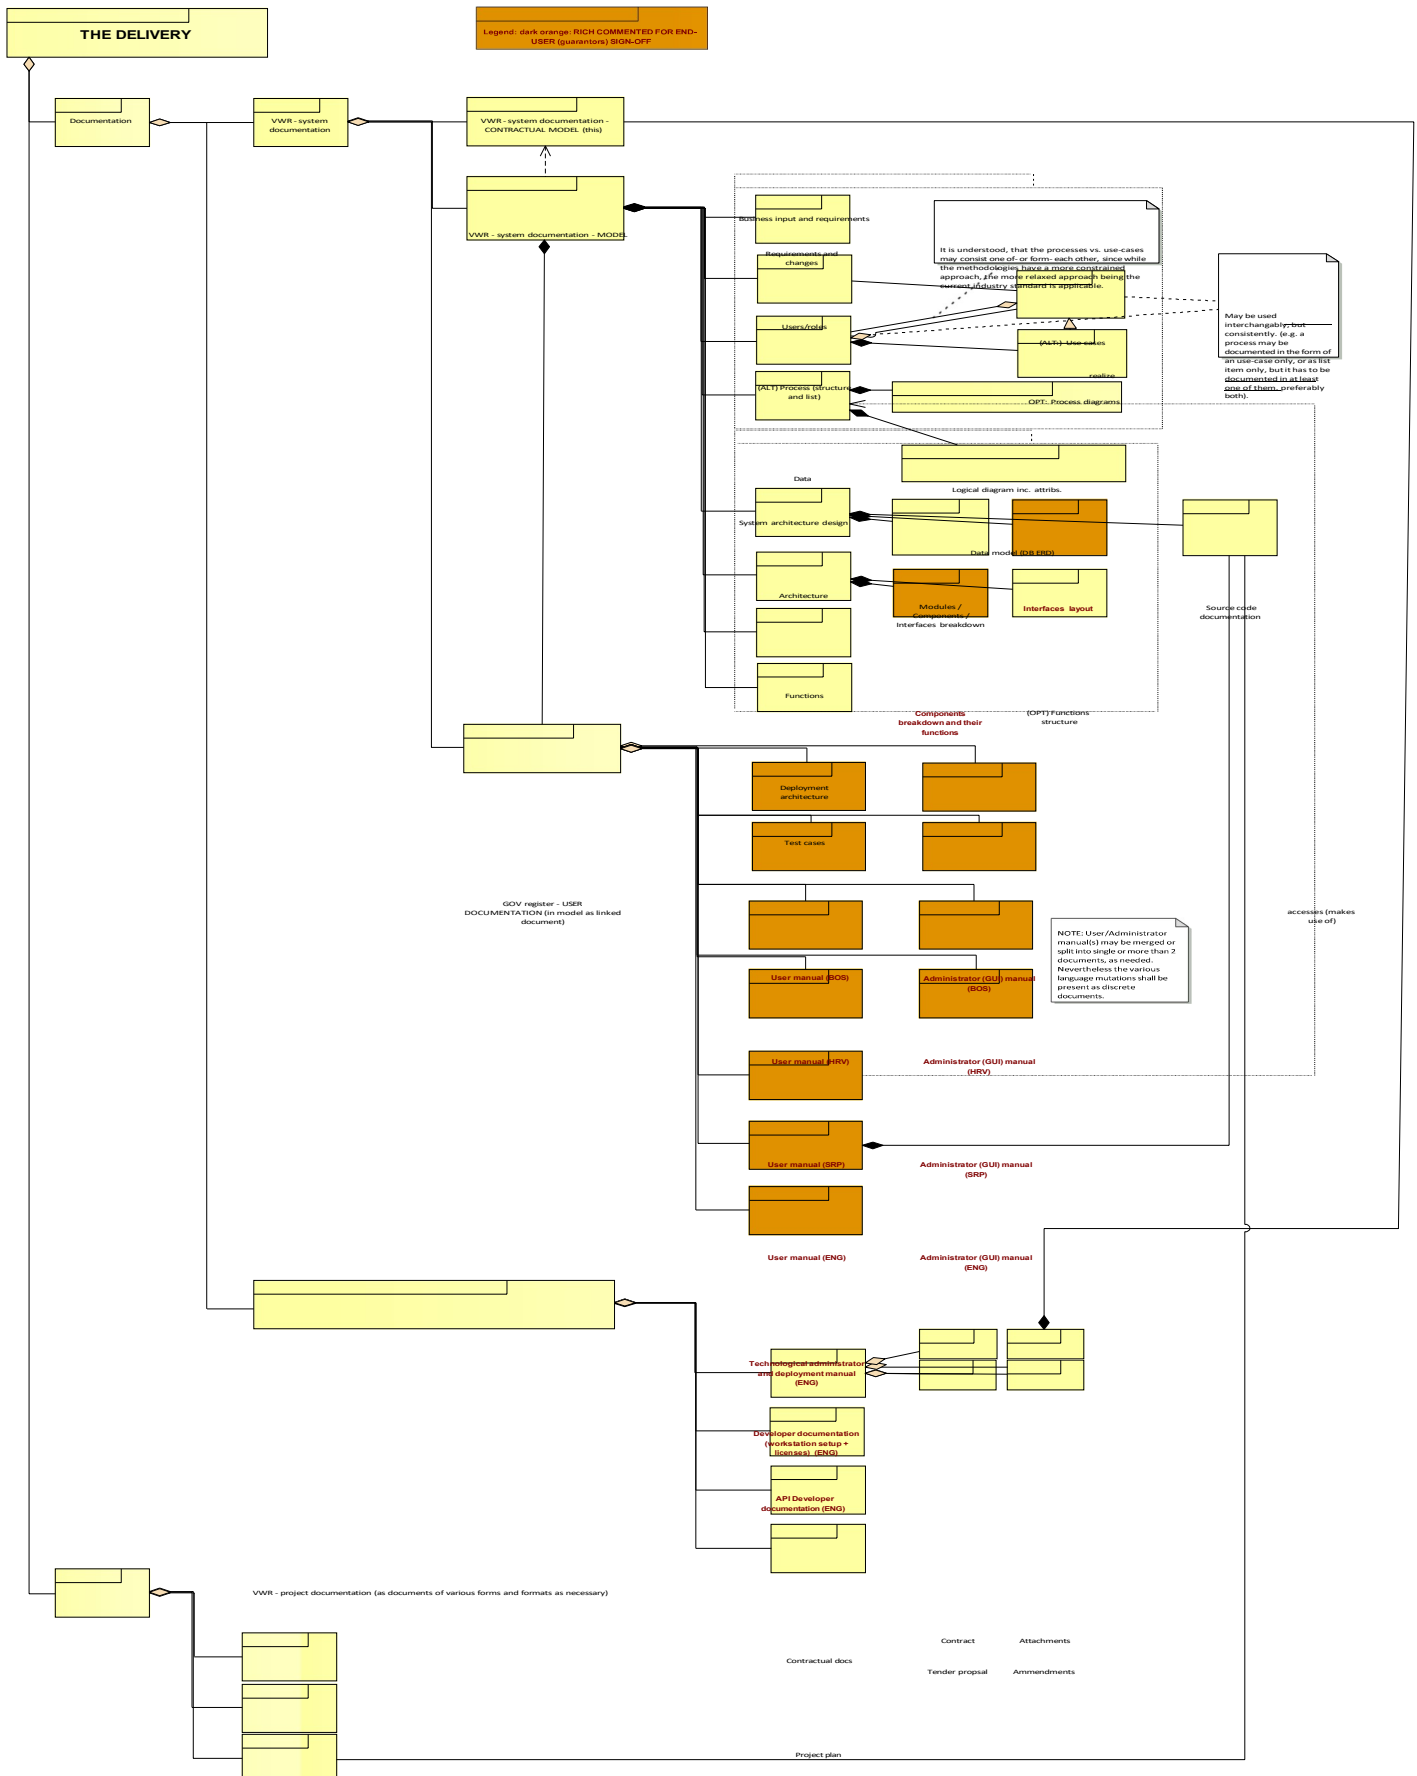 THE DELIVERY
Legend: dark orange: RICH COMMENTED FOR END-
USER (guarantors) SIGN-OFF
Documentation
VWR - system
documentation
VWR - system documentation -
CONTRACTUAL MODEL (this)
VWR - system documentation - MODEL
Business input and requirements
Requirements and
changes
It is understood, that the processes vs. use-cases
may consist one of- or form- each other, since while
the methodologies have a more constrained
approach, the more relaxed approach being the
current industry standard is applicable.
Users/roles
(ALT:) Use-cases
May be used
interchangably, but
consistently. (e.g. a
process may be
documented in the form of
an use-case only, or as list
item only, but it has to be
documented in at least
one of them, preferably
both).
realize
(ALT) Process (structure
and list)
OPT: Process diagrams
Data
Logical diagram inc. attribs.
System architecture design
Data model (DB ERD)
Architecture
Modules /
Components /
Interfaces breakdown
Interfaces layout
Source code
documentation
Functions
Components
breakdown and their
functions
(OPT) Functions
structure
Deployment
architecture
Test cases
GOV register - USER
DOCUMENTATION (in model as linked
document)
accesses (makes
use of)
NOTE: User/Administrator
manual(s) may be merged or
split into single or more than 2
documents, as needed.
Nevertheless the various
language mutations shall be
present as discrete
documents.
User manual (BOS)
Administrator (GUI) manual
(BOS)
User manual (HRV)
Administrator (GUI) manual
(HRV)
User manual (SRP)
Administrator (GUI) manual
(SRP)
User manual (ENG)
Administrator (GUI) manual
(ENG)
Technological administrator
and deployment manual
(ENG)
Developer documentation
(workstation setup +
licenses) (ENG)
API Developer
documentation (ENG)
VWR - project documentation (as documents of various forms and formats as necessary)
Contractual docs
Contract
Attachments
Tender propsal
Ammendments
Project plan